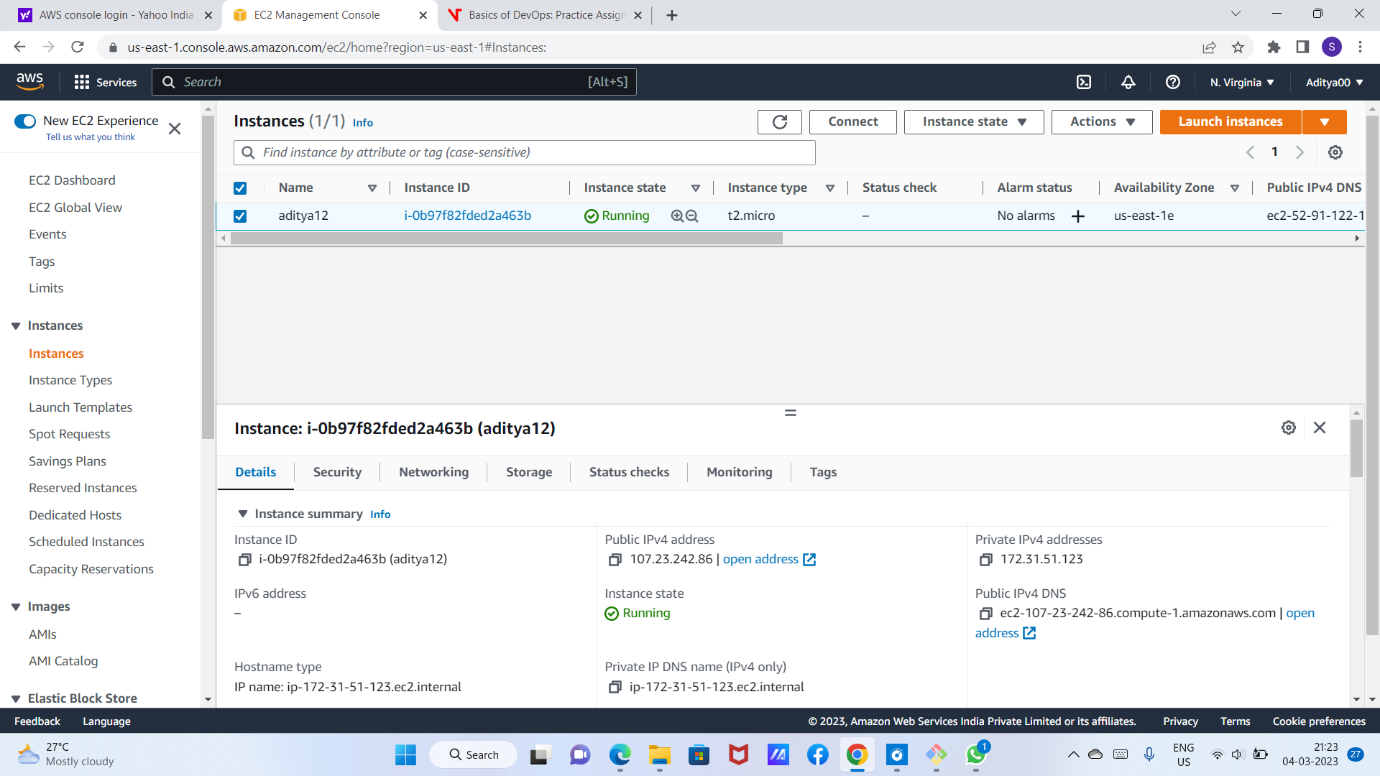 AWS console login - Yahoo India
EC2 Management Console
Basics of DevOps: Practice Assign
us-east-1.console.aws.amazon.com/ec2/home?region=us-east-1#Instances:
S
aws
Services
Search
[Alt+S]
N. Virginia
Aditya00
New EC2 Experience
Tell us what you think
EC2 Dashboard
EC2 Global View
Events
Tags
Limits
Instances
Instances
Instance Types
Launch Templates
Spot Requests
Savings Plans
Reserved Instances
Dedicated Hosts
Scheduled Instances
Capacity Reservations
Images
AMIs
AMI Catalog
Elastic Block Store
Instances (1/1) Info
Connect
Instance state
Actions
Launch instances
Find instance by attribute or tag (case-sensitive)
1
Name Instance ID Instance state Instance type Status check Alarm status Availability Zone Public IPv4 DNS
aditya12 i-0b97f82fded2a463b Running t2.micro – No alarms + us-east-1e ec2-52-91-122-1
Instance: i-0b97f82fded2a463b (aditya12)
Details Security Networking Storage Status checks Monitoring Tags
Instance summary Info
Instance ID
i-0b97f82fded2a463b (aditya12)
Public IPv4 address
107.23.242.86 | open address
Private IPv4 addresses
172.31.51.123
IPv6 address
–
Instance state
Running
Public IPv4 DNS
ec2-107-23-242-86.compute-1.amazonaws.com | open
address
Hostname type
IP name: ip-172-31-51-123.ec2.internal
Private IP DNS name (IPv4 only)
ip-172-31-51-123.ec2.internal
Feedback Language © 2023, Amazon Web Services India Private Limited or its affiliates. Privacy Terms Cookie preferences
27°C
Mostly cloudy
Search
1
ENG
US
21:23
04-03-2023
27